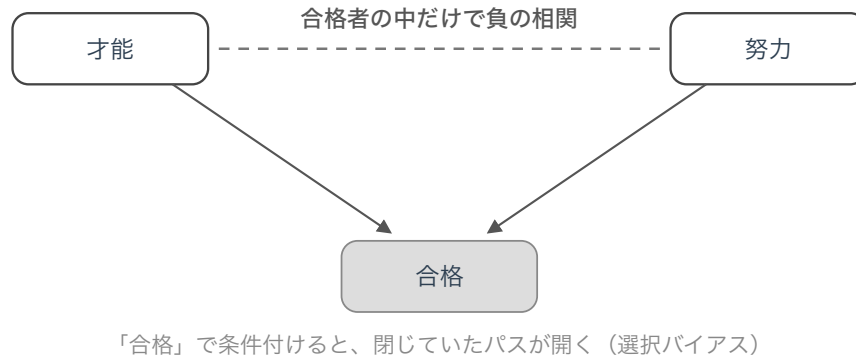 合格者の中だけで負の相関
才能
努力
合格
「合格」で条件付けると、閉じていたパスが開く（選択バイアス）